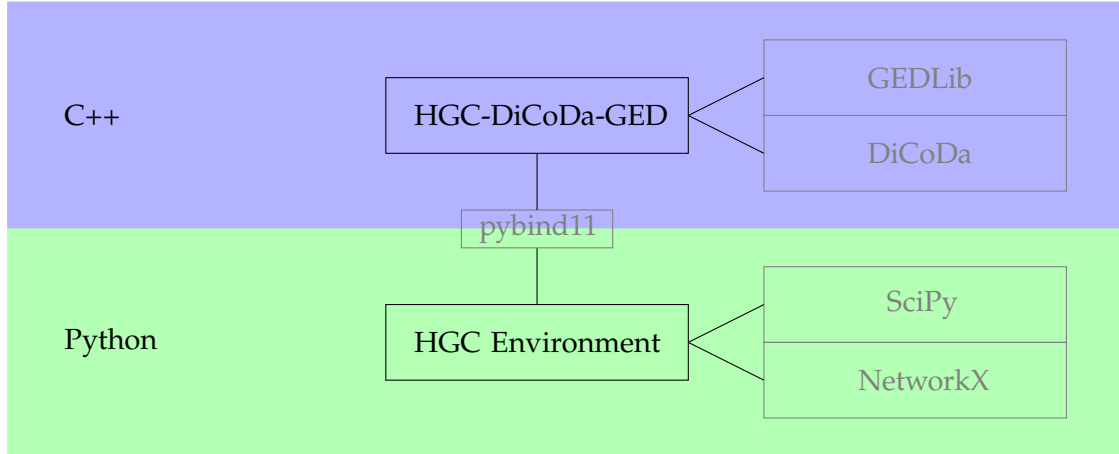 C++
HGC-DiCoDa-GED
GEDLib
DiCoDa
pybind11
Python
HGC Environment
SciPy
NetworkX